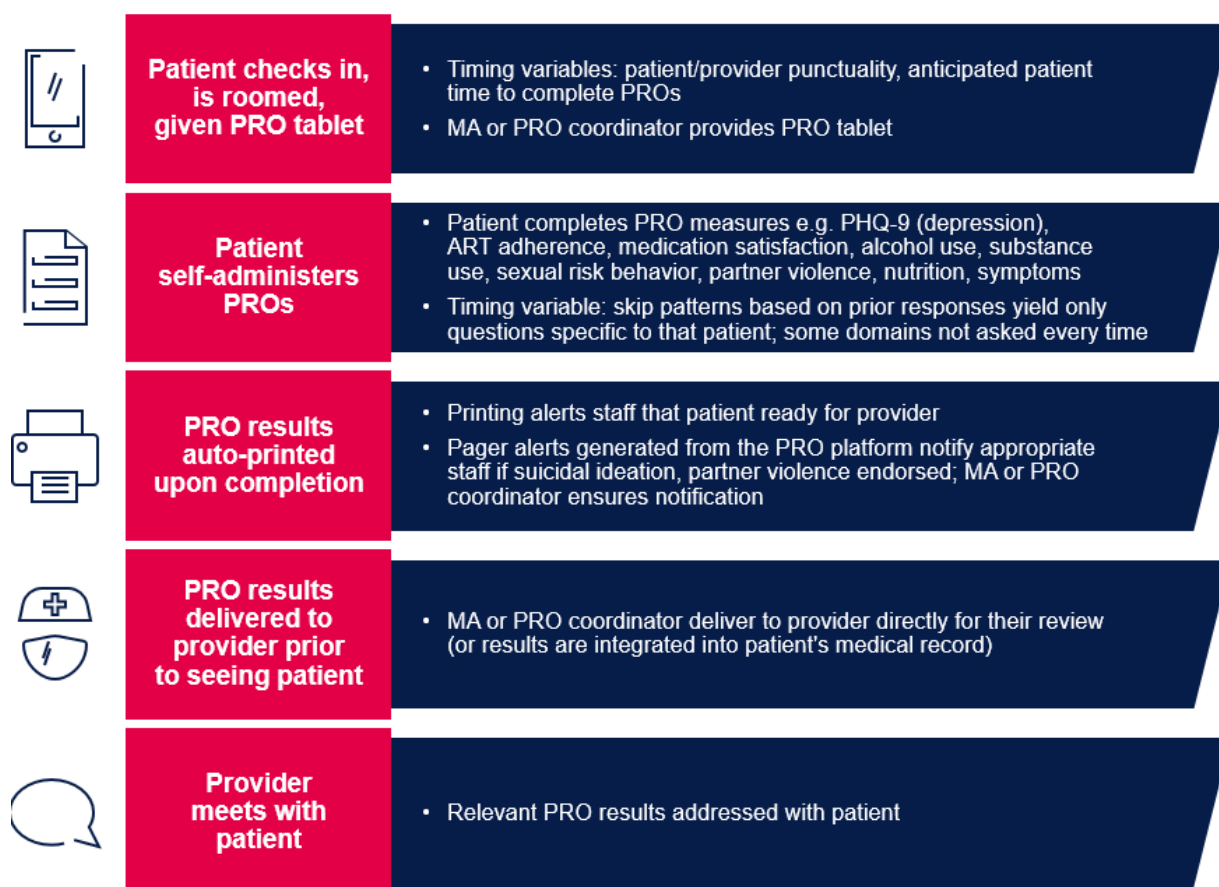 Patient checks in,
is roomed,
given PRO tablet
• Timing variables: patient/provider punctuality, anticipated patient
time to complete PROs
• MA or PRO coordinator provides PRO tablet
Patient
self-administers
PROs
• Patient completes PRO measures e.g. PHQ-9 (depression),
ART adherence, medication satisfaction, alcohol use, substance
use, sexual risk behavior, partner violence, nutrition, symptoms
• Timing variable: skip patterns based on prior responses yield only
questions specific to that patient; some domains not asked every time
PRO results
auto-printed
upon completion
• Printing alerts staff that patient ready for provider
• Pager alerts generated from the PRO platform notify appropriate
staff if suicidal ideation, partner violence endorsed; MA or PRO
coordinator ensures notification
PRO results
delivered to
provider prior
to seeing patient
• MA or PRO coordinator deliver to provider directly for their review
(or results are integrated into patient's medical record)
Provider
meets with
patient
• Relevant PRO results addressed with patient